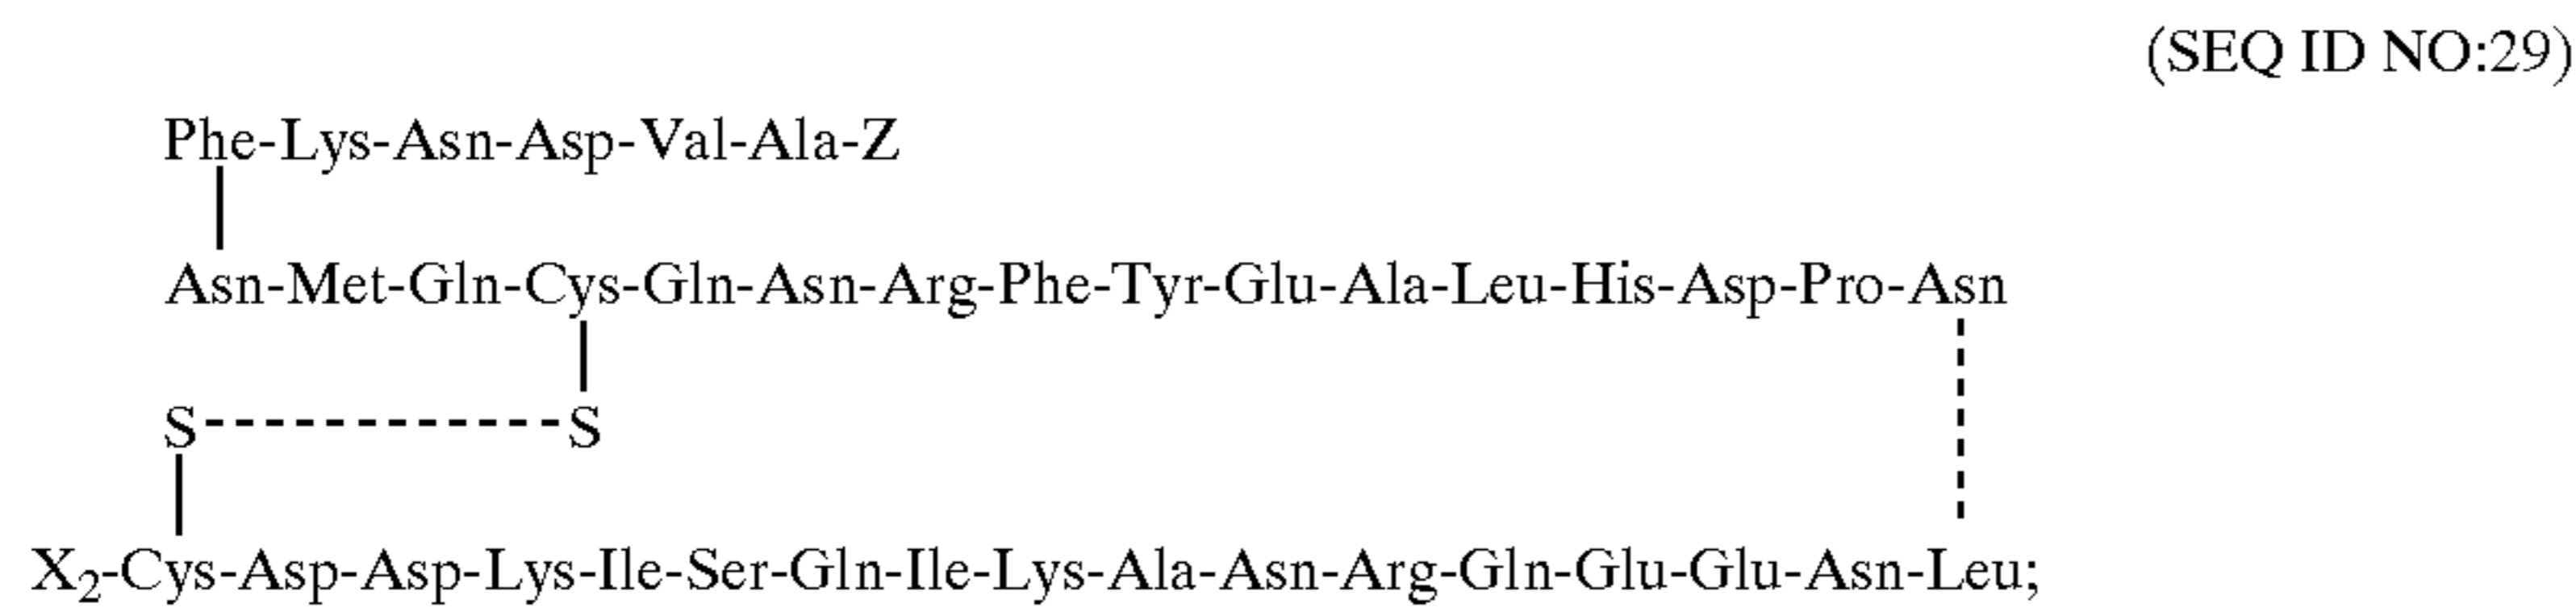 (SEQ ID NO:29)
Phe-Lys-Asn-Asp-Val-Ala-Z
Asn-Met-Gln-Cys-Gln-Asn-Arg-Phe-Tyr-Glu-Ala-Leu-His-Asp-Pro-Asn
S S
X₂-Cys-Asp-Asp-Lys-Ile-Ser-Gln-Ile-Lys-Ala-Asn-Arg-Gln-Glu-Glu-Asn-Leu;